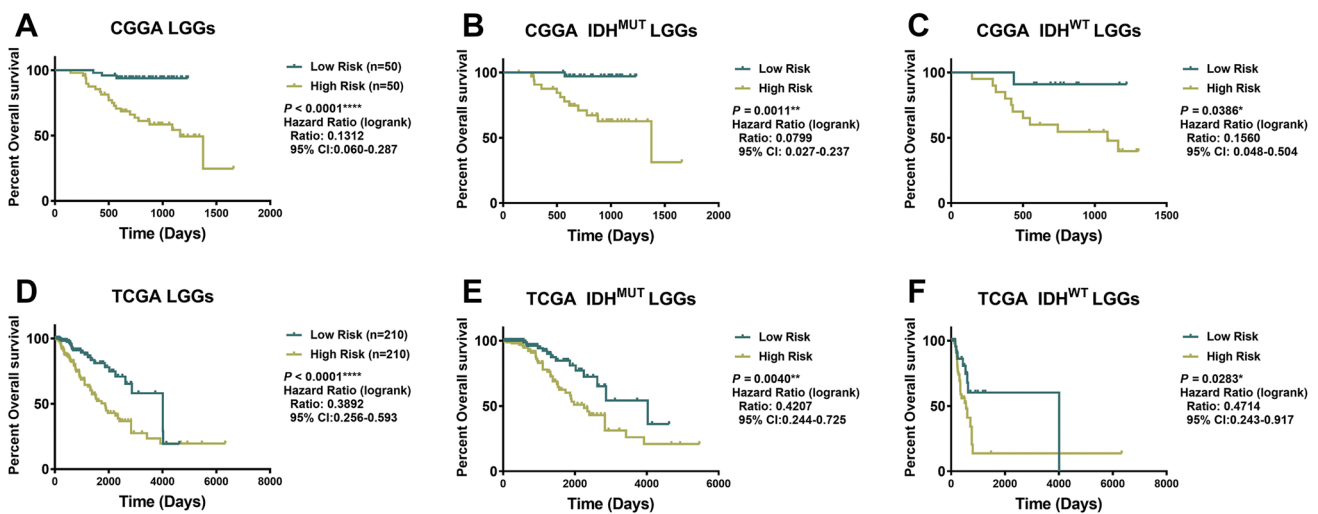 A
CGGA LGGs
Percent Overall survival
100
50
0
0 500 1000 1500 2000
Time (Days)
Low Risk (n=50)
High Risk (n=50)
P < 0.0001****
Hazard Ratio (logrank)
Ratio: 0.1312
95% CI:0.060-0.287
B
CGGA IDHMUT LGGs
Percent Overall survival
100
50
0
0 500 1000 1500 2000
Time (Days)
Low Risk
High Risk
P = 0.0011**
Hazard Ratio (logrank)
Ratio: 0.0799
95% CI: 0.027-0.237
C
CGGA IDHWT LGGs
Percent Overall survival
100
50
0
0 500 1000 1500
Time (Days)
Low Risk
High Risk
P = 0.0386*
Hazard Ratio (logrank)
Ratio: 0.1560
95% CI: 0.048-0.504
D
TCGA LGGs
Percent Overall survival
100
50
0
0 2000 4000 6000 8000
Time (Days)
Low Risk (n=210)
High Risk (n=210)
P < 0.0001****
Hazard Ratio (logrank)
Ratio: 0.3892
95% CI:0.256-0.593
E
TCGA IDHMUT LGGs
Percent Overall survival
100
50
0
0 2000 4000 6000
Time (Days)
Low Risk
High Risk
P = 0.0040**
Hazard Ratio (logrank)
Ratio: 0.4207
95% CI:0.244-0.725
F
TCGA IDHWT LGGs
Percent Overall survival
100
50
0
0 2000 4000 6000 8000
Time (Days)
Low Risk
High Risk
P = 0.0283*
Hazard Ratio (logrank)
Ratio: 0.4714
95% CI:0.243-0.917